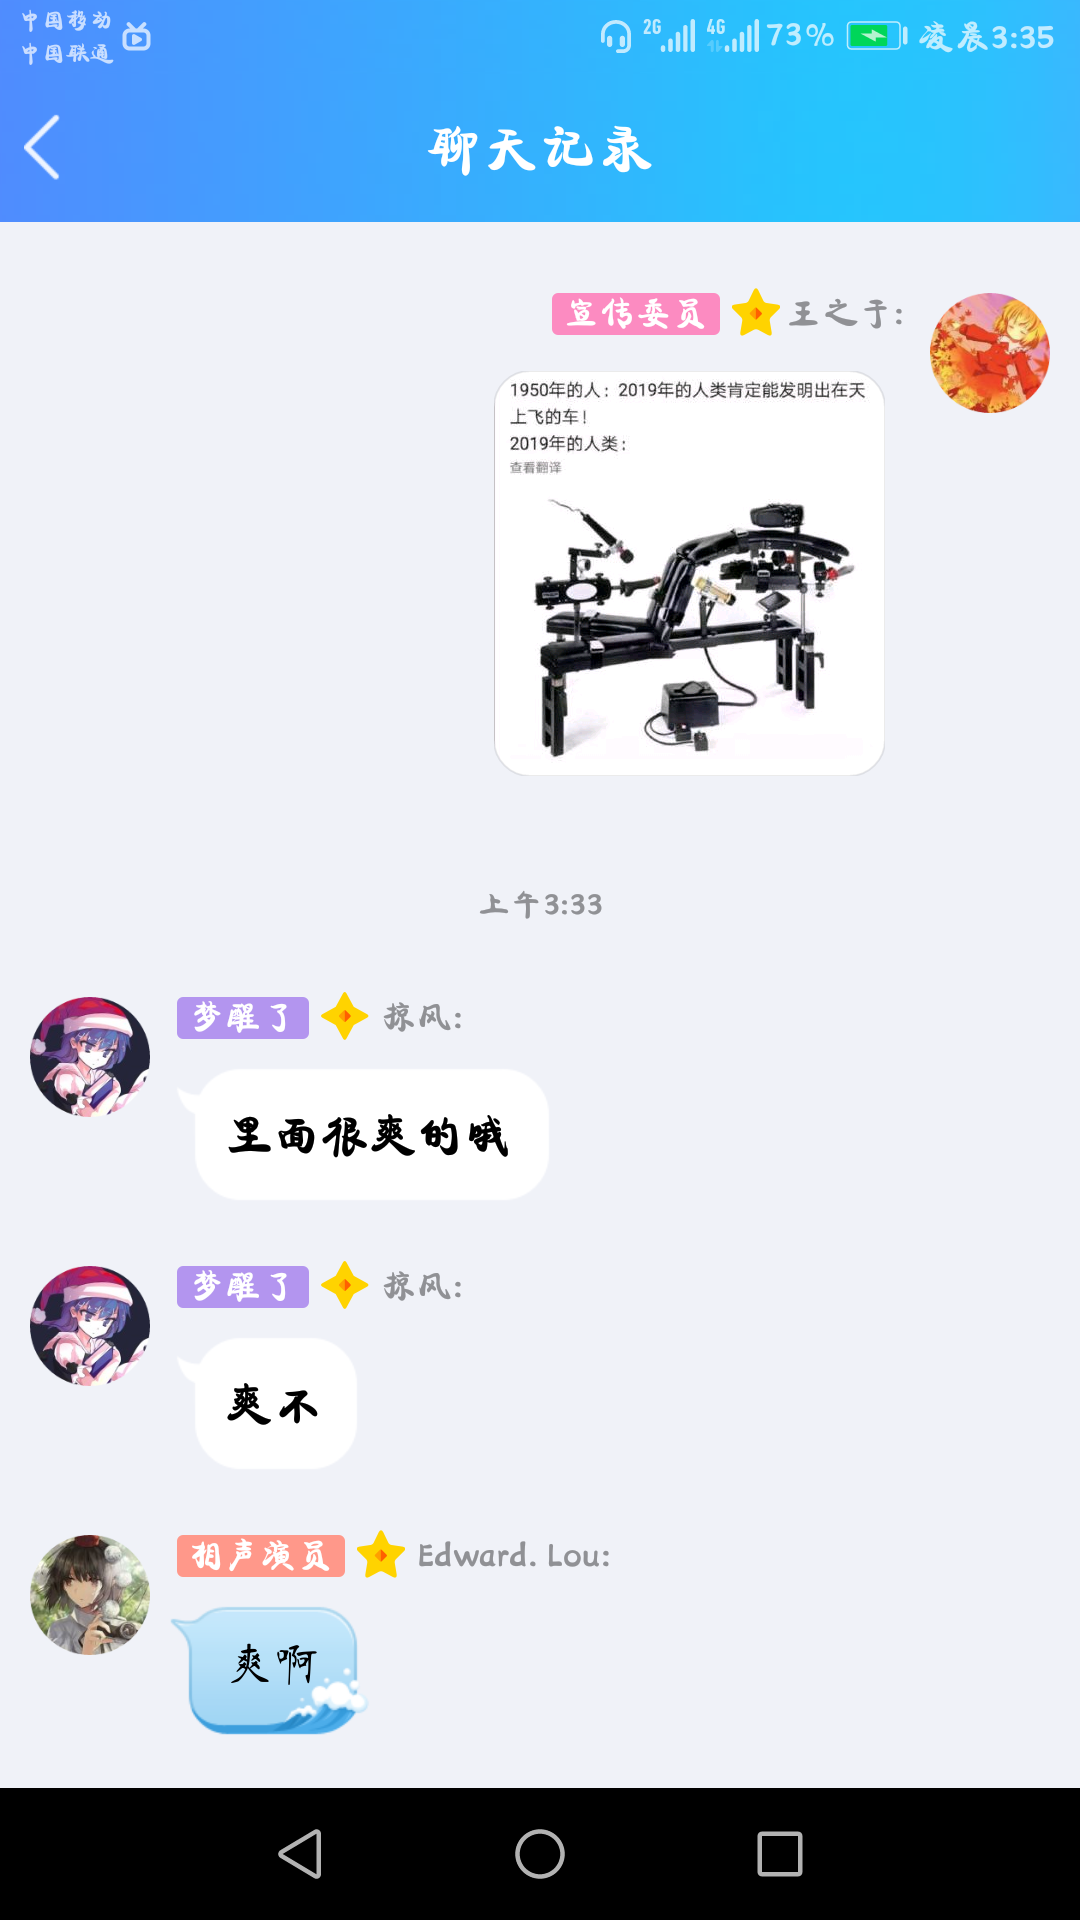 中国移动
中国联通
2G
4G
73%
凌晨3:35
聊天记录
宣传委员
王之于:
1950年的人：2019年的人类肯定能发明出在天
上飞的车！
2019年的人类：
查看翻译
上午3:33
梦醒了
掠风:
里面很爽的哦
梦醒了
掠风:
爽不
相声演员
Edward. Lou:
爽啊